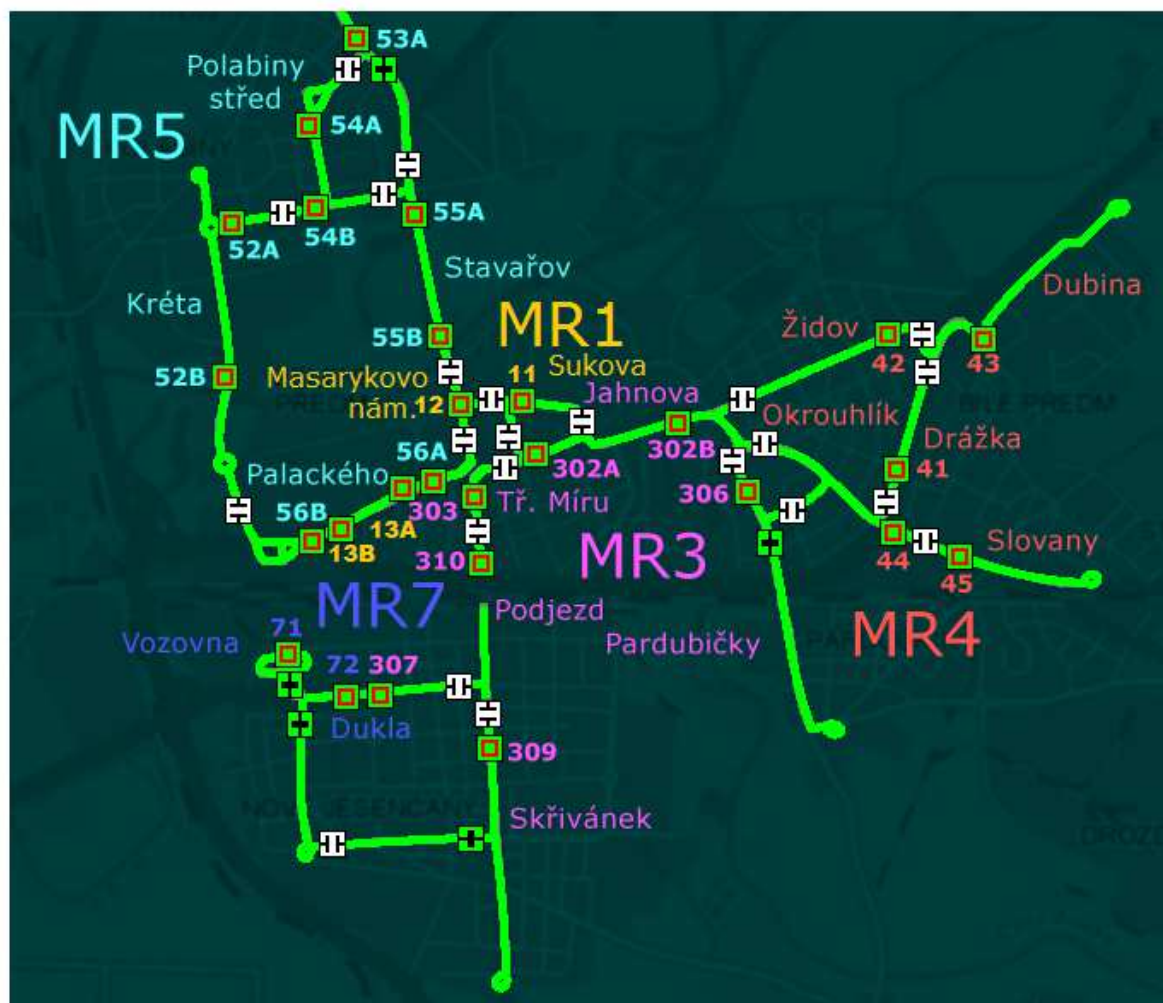 53A
Polabiny
střed
54A
MR5
55A
52A
54B
Stavařov
Dubina
Kréta
MR1
Židov
55B
Sukova
42
43
Masarykovo
nám.
12
11
Jahnova
52B
Okrouhlík
56A
302B
Drážka
Palackého
302A
41
303
Tř. Míru
306
56B
13A
13B
310
MR3
44
45
Slovany
MR7
Podjezd
Vozovna
71
Pardubičky
MR4
72
307
Dukla
309
Skřivánek